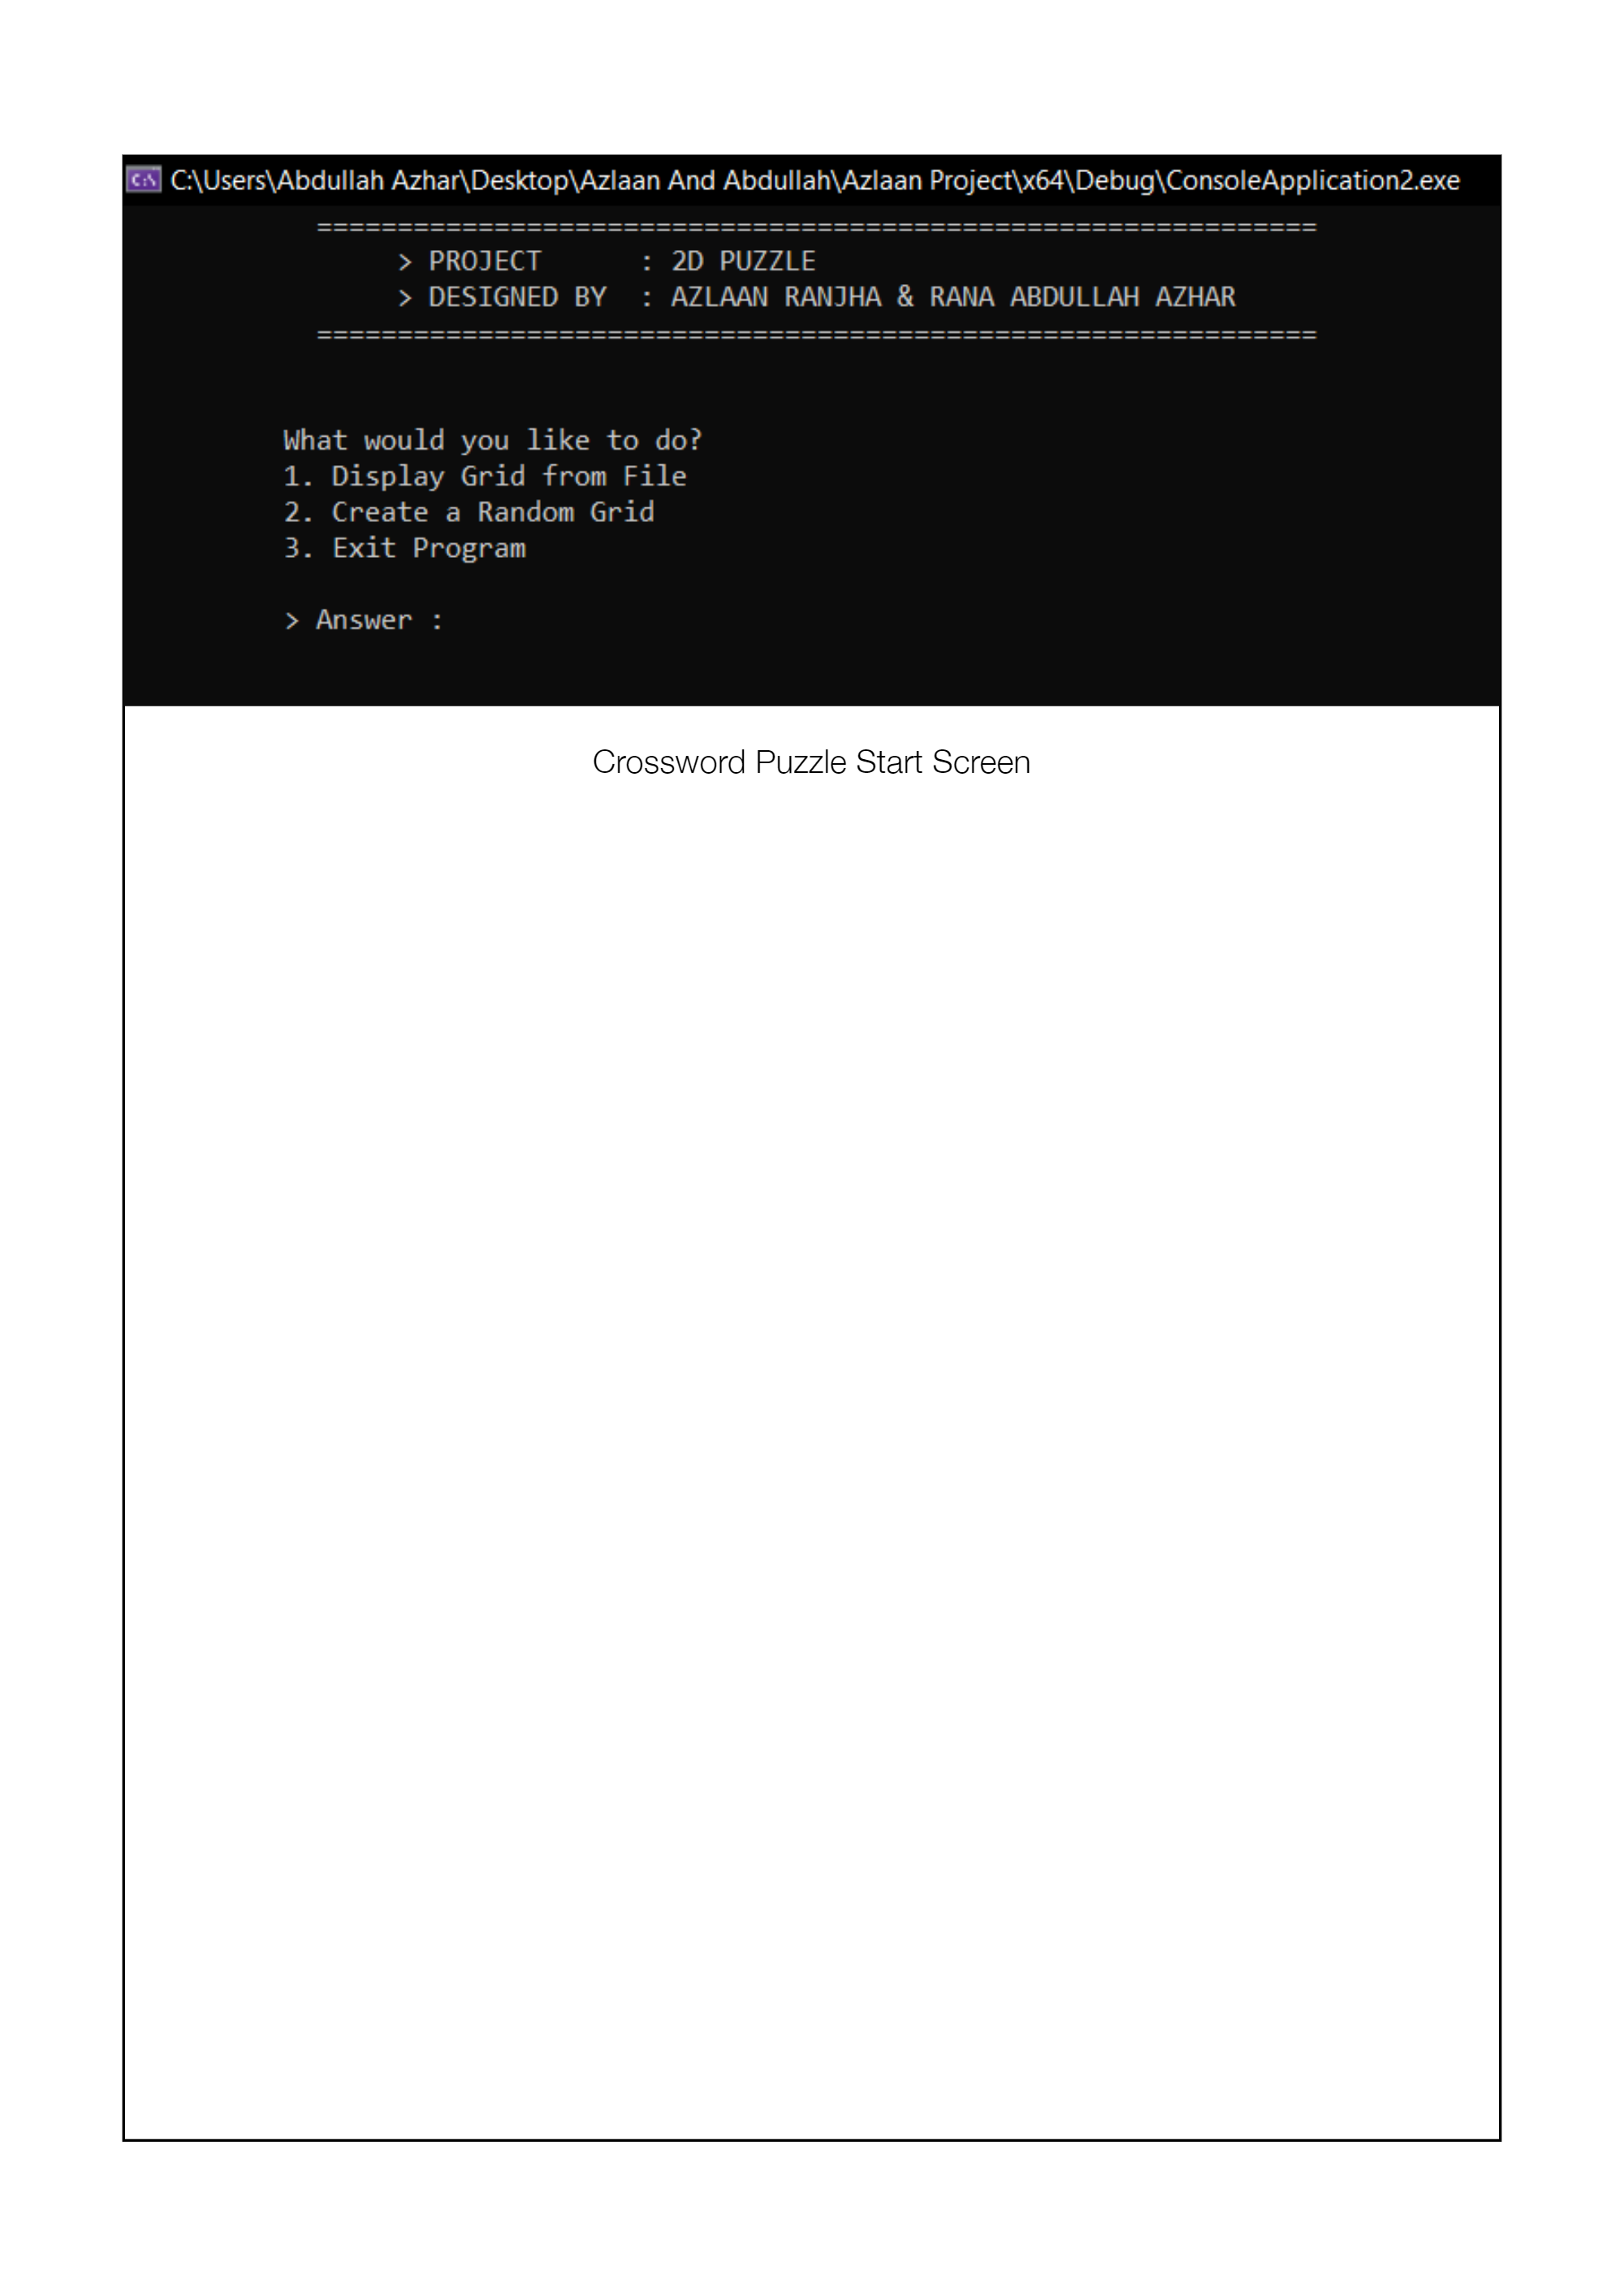 C:\Users\Abdullah Azhar\Desktop\Azlaan And Abdullah\Azlaan Project\x64\Debug\ConsoleApplication2.exe
==============================================================
> PROJECT      : 2D PUZZLE
> DESIGNED BY  : AZLAAN RANJHA & RANA ABDULLAH AZHAR
==============================================================
What would you like to do?
1. Display Grid from File
2. Create a Random Grid
3. Exit Program
> Answer :
Crossword Puzzle Start Screen